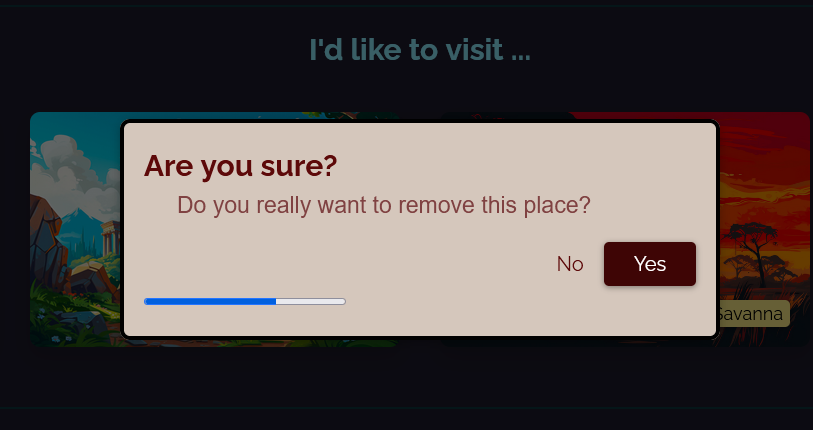 I'd like to visit ...
Are you sure?
Do you really want to remove this place?
No
Yes
Savanna